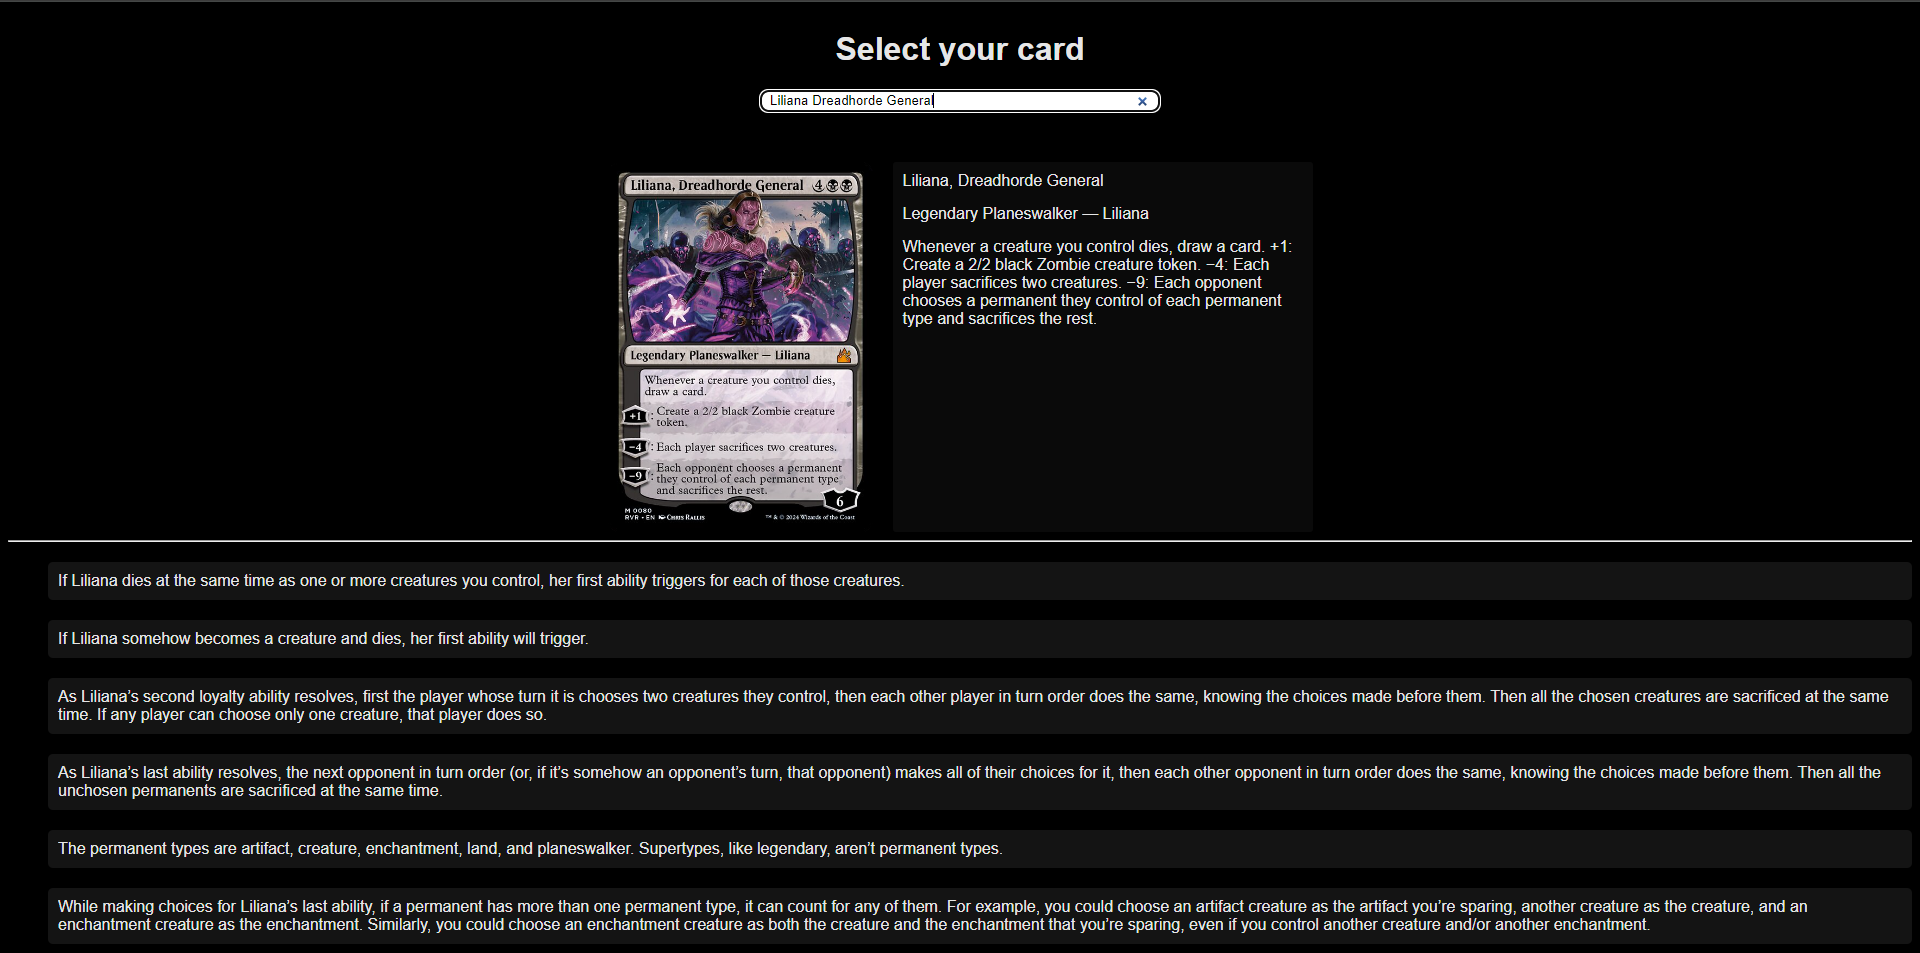 Select your card
Liliana Dreadhorde General
Liliana, Dreadhorde General 4
Legendary Planeswalker — Liliana
Whenever a creature you control dies,
draw a card.
+1: Create a 2/2 black Zombie creature
token.
−4: Each player sacrifices two creatures.
−9: Each opponent chooses a permanent
they control of each permanent type
and sacrifices the rest.
6
M 0080
RVR • EN Chris Rallis
™ & © 2024 Wizards of the Coast
Liliana, Dreadhorde General
Legendary Planeswalker — Liliana
Whenever a creature you control dies, draw a card. +1:
Create a 2/2 black Zombie creature token. −4: Each
player sacrifices two creatures. −9: Each opponent
chooses a permanent they control of each permanent
type and sacrifices the rest.
If Liliana dies at the same time as one or more creatures you control, her first ability triggers for each of those creatures.
If Liliana somehow becomes a creature and dies, her first ability will trigger.
As Liliana’s second loyalty ability resolves, first the player whose turn it is chooses two creatures they control, then each other player in turn order does the same, knowing the choices made before them. Then all the chosen creatures are sacrificed at the same
time. If any player can choose only one creature, that player does so.
As Liliana’s last ability resolves, the next opponent in turn order (or, if it’s somehow an opponent’s turn, that opponent) makes all of their choices for it, then each other opponent in turn order does the same, knowing the choices made before them. Then all the
unchosen permanents are sacrificed at the same time.
The permanent types are artifact, creature, enchantment, land, and planeswalker. Supertypes, like legendary, aren’t permanent types.
While making choices for Liliana’s last ability, if a permanent has more than one permanent type, it can count for any of them. For example, you could choose an artifact creature as the artifact you’re sparing, another creature as the creature, and an
enchantment creature as the enchantment. Similarly, you could choose an enchantment creature as both the creature and the enchantment that you’re sparing, even if you control another creature and/or another enchantment.